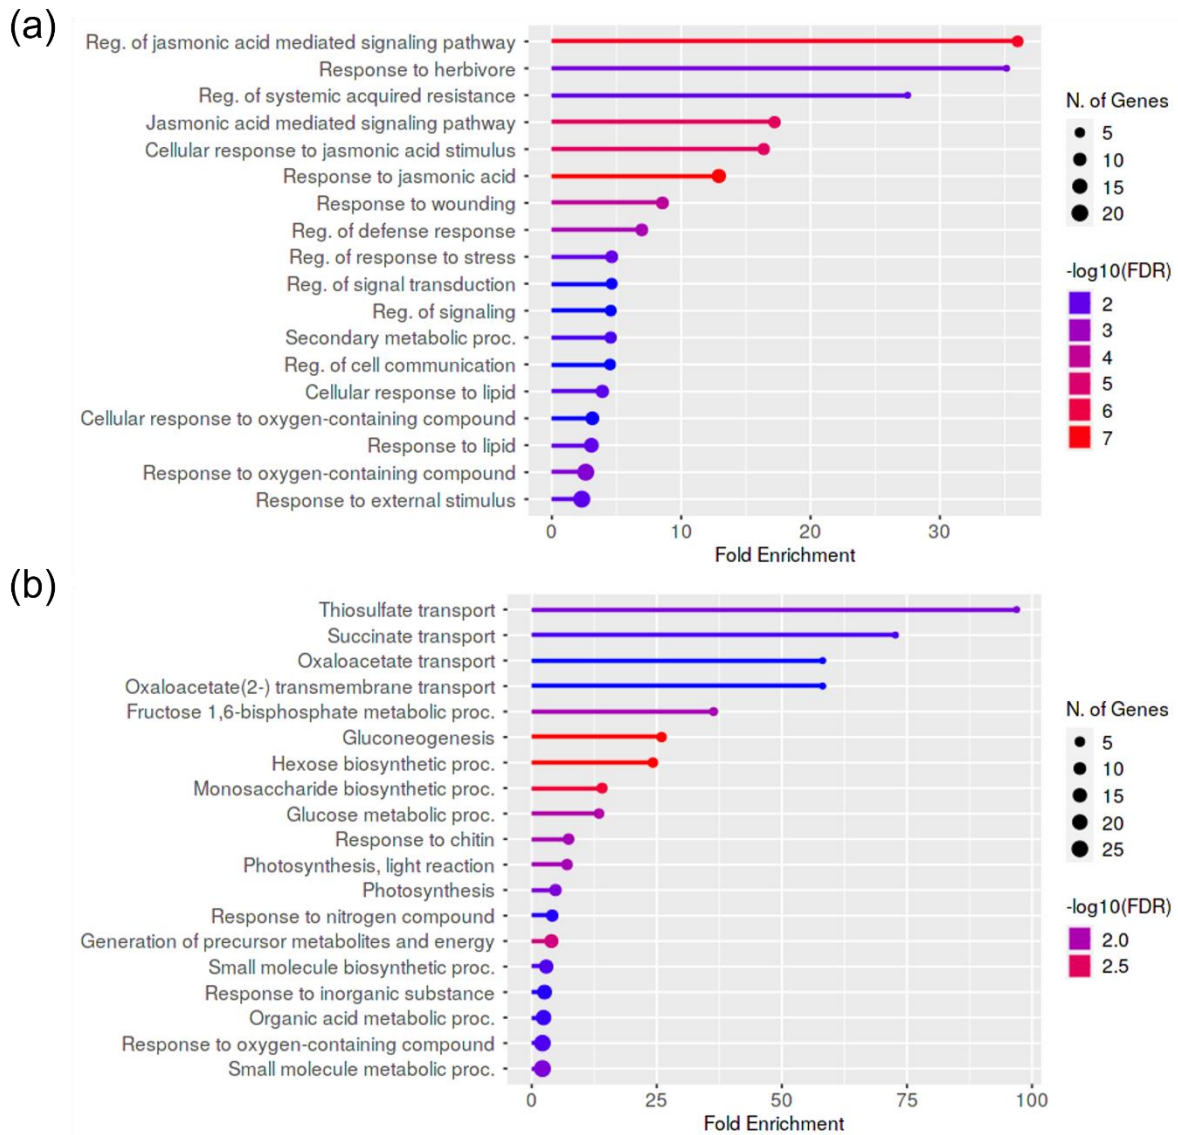 (a)
Reg. of jasmonic acid mediated signaling pathway
Response to herbivore
Reg. of systemic acquired resistance
Jasmonic acid mediated signaling pathway
Cellular response to jasmonic acid stimulus
Response to jasmonic acid
Response to wounding
Reg. of defense response
Reg. of response to stress
Reg. of signal transduction
Reg. of signaling
Secondary metabolic proc.
Reg. of cell communication
Cellular response to lipid
Cellular response to oxygen-containing compound
Response to lipid
Response to oxygen-containing compound
Response to external stimulus
0 10 20 30
Fold Enrichment
N. of Genes
5
10
15
20
-log10(FDR)
2
3
4
5
6
7
(b)
Thiosulfate transport
Succinate transport
Oxaloacetate transport
Oxaloacetate(2-) transmembrane transport
Fructose 1,6-bisphosphate metabolic proc.
Gluconeogenesis
Hexose biosynthetic proc.
Monosaccharide biosynthetic proc.
Glucose metabolic proc.
Response to chitin
Photosynthesis, light reaction
Photosynthesis
Response to nitrogen compound
Generation of precursor metabolites and energy
Small molecule biosynthetic proc.
Response to inorganic substance
Organic acid metabolic proc.
Response to oxygen-containing compound
Small molecule metabolic proc.
0 25 50 75 100
Fold Enrichment
N. of Genes
5
10
15
20
25
-log10(FDR)
2.0
2.5